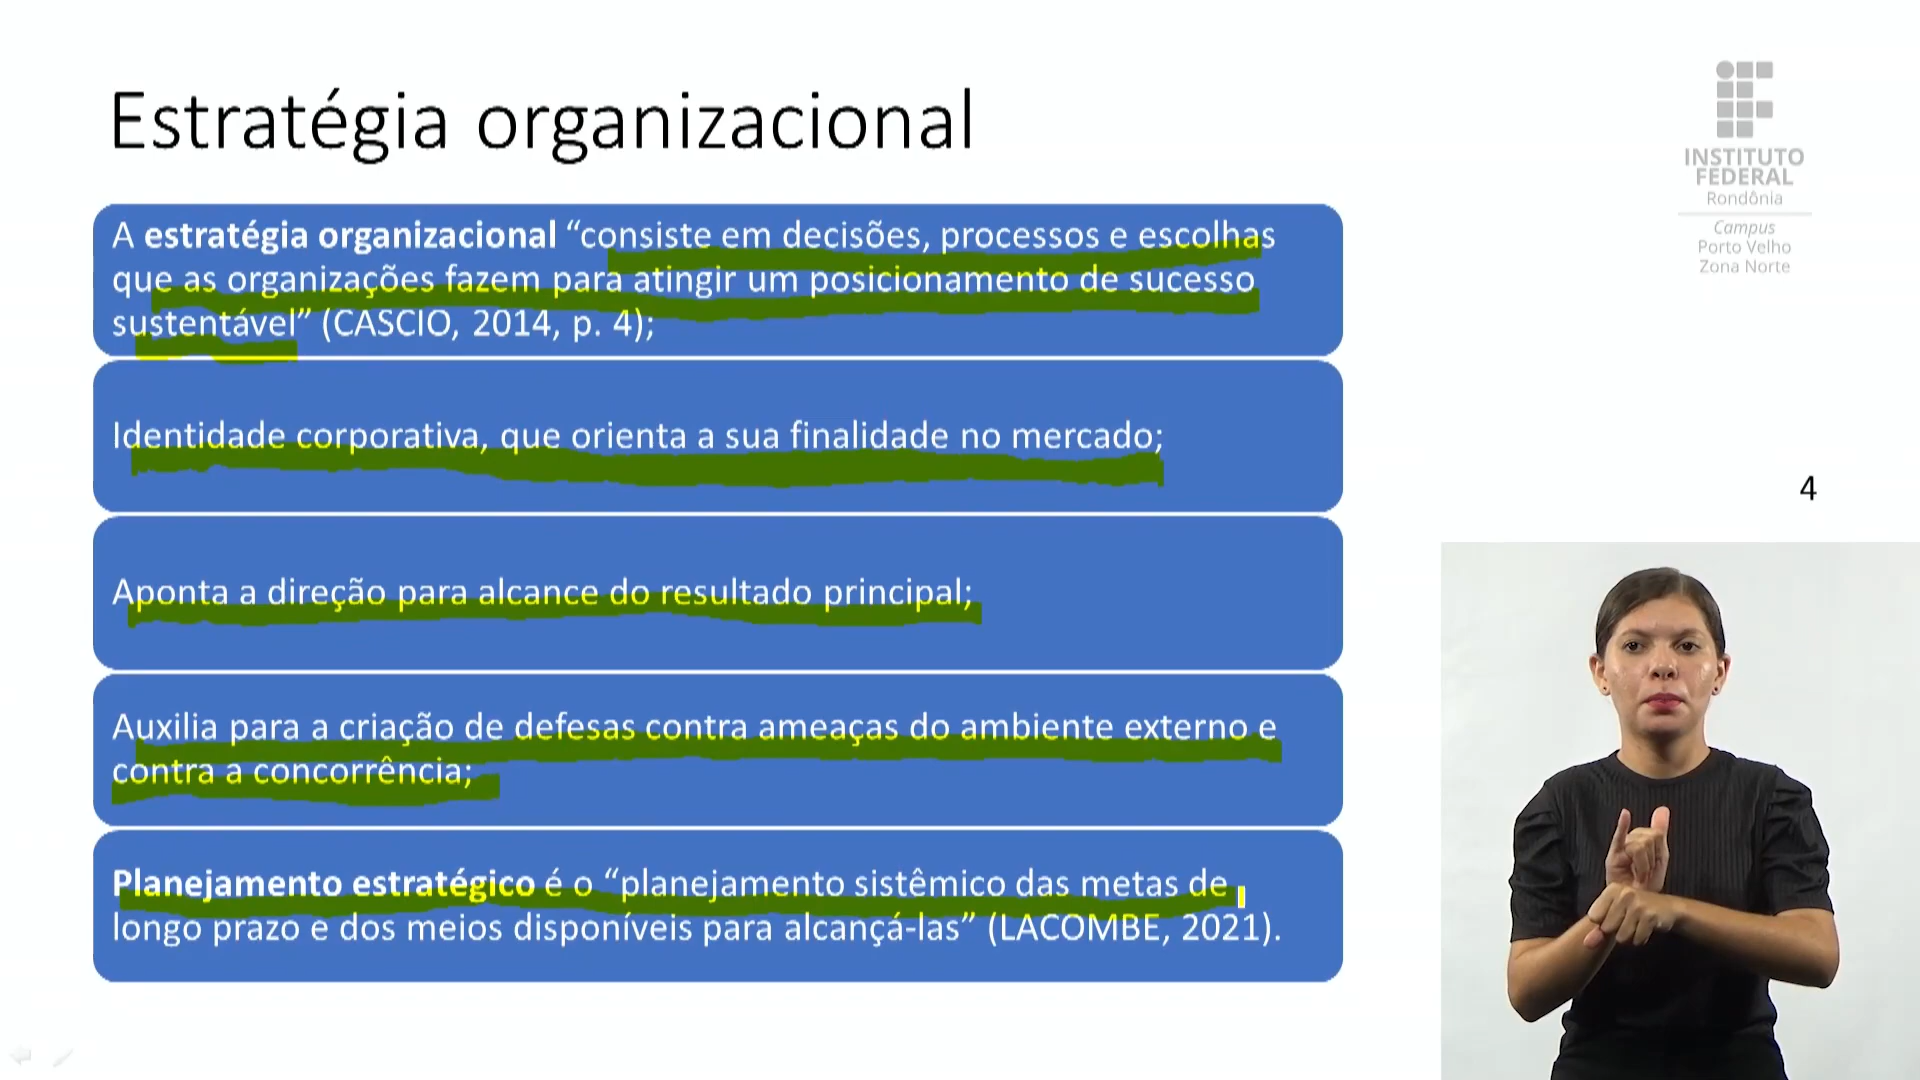 Estratégia organizacional
INSTITUTO
FEDERAL
Rondônia
Campus
Porto Velho
Zona Norte
A estratégia organizacional “consiste em decisões, processos e escolhas
que as organizações fazem para atingir um posicionamento de sucesso
sustentável” (CASCIO, 2014, p. 4);
Identidade corporativa, que orienta a sua finalidade no mercado;
4
Aponta a direção para alcance do resultado principal;
Auxilia para a criação de defesas contra ameaças do ambiente externo e
contra a concorrência;
Planejamento estratégico é o “planejamento sistêmico das metas de
longo prazo e dos meios disponíveis para alcançá-las” (LACOMBE, 2021).